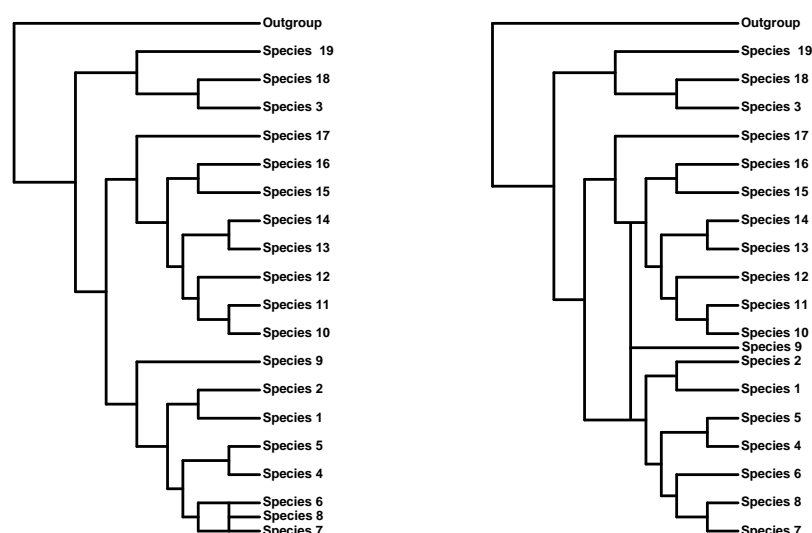 Outgroup
Species 19
Species 18
Species 3
Species 17
Species 16
Species 15
Species 14
Species 13
Species 12
Species 11
Species 10
Species 9
Species 2
Species 1
Species 5
Species 4
Species 6
Species 8
Species 7
Outgroup
Species 19
Species 18
Species 3
Species 17
Species 16
Species 15
Species 14
Species 13
Species 12
Species 11
Species 10
Species 9
Species 2
Species 1
Species 5
Species 4
Species 6
Species 8
Species 7